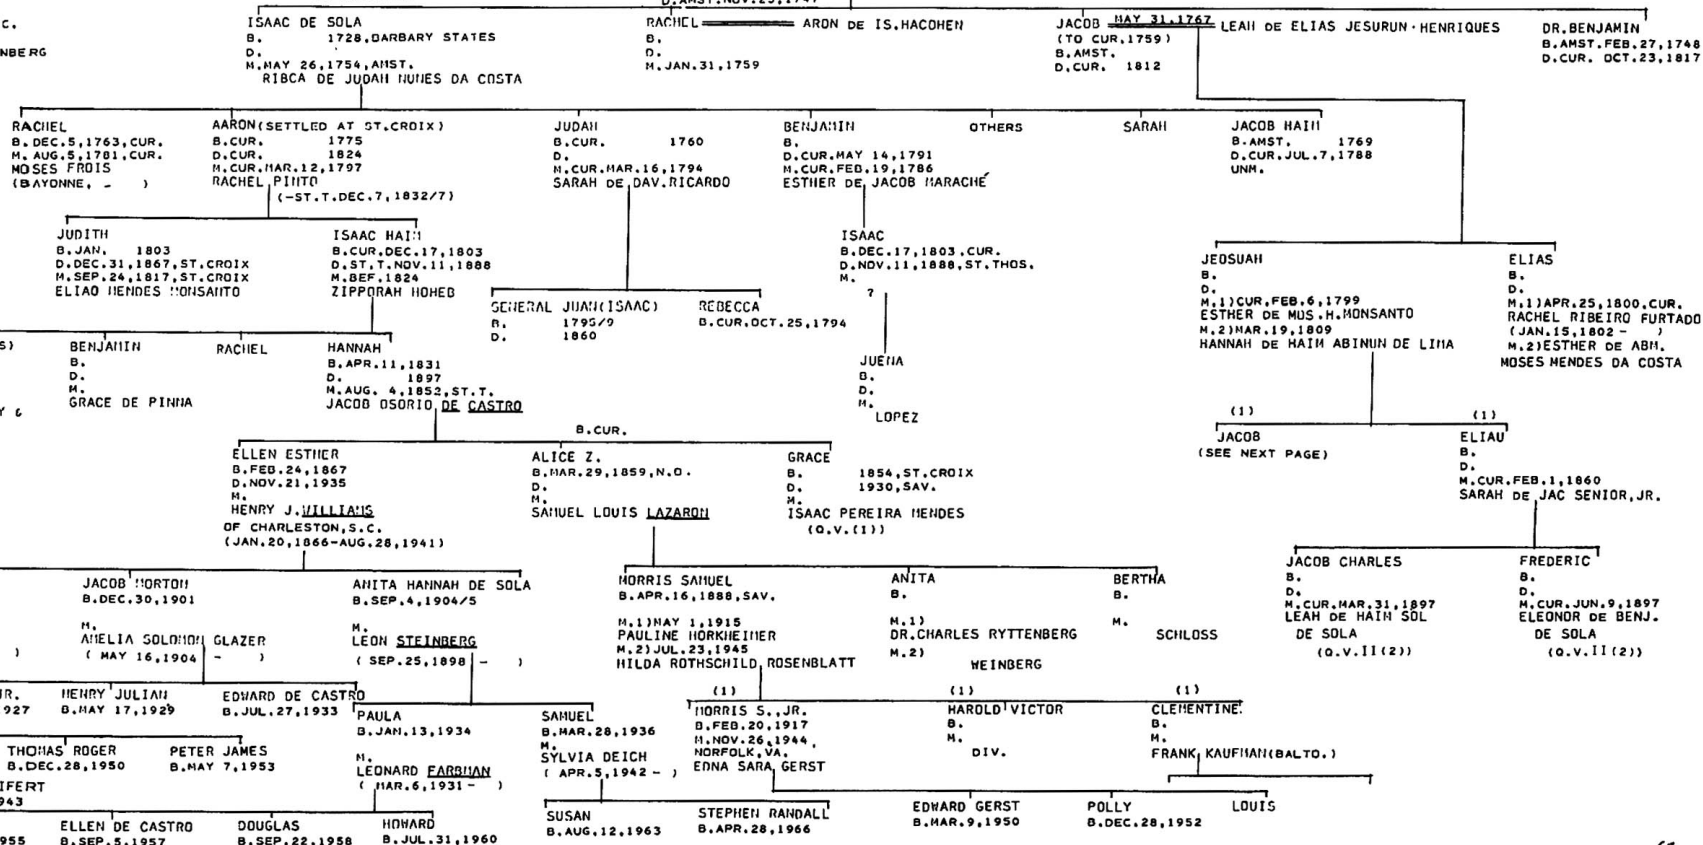 D.AMST.NOV.23,1747
C.
NBERG
ISAAC DE SOLA
B. 1728,BARBARY STATES
D.
M.MAY 26,1754,AMST.
RIBCA DE JUDAH NUNES DA COSTA
RACHEL ARON DE IS.HACOHEN
B.
D.
M.JAN.31,1759
JACOB MAY 31,1767 LEAH DE ELIAS JESURUN-HENRIQUES
(TO CUR,1759)
B.AMST.
D.CUR. 1812
DR.BENJAMIN
B.AMST.FEB.27,1748
D.CUR. OCT.23,1817
RACHEL
B.DEC.5,1763,CUR.
M.AUG.5,1781,CUR.
MOSES FROIS
(BAYONNE, - )
AARON(SETTLED AT ST.CROIX)
B.CUR. 1775
D.CUR. 1824
M.CUR.MAR.12,1797
RACHEL PINTO
(-ST.T.DEC.7,1832/7)
JUDAH
B.CUR. 1760
D.
M.CUR.MAR.16,1794
SARAH DE DAV.RICARDO
BENJAMIN
B.
D.CUR.MAY 14,1791
M.CUR.FEB.19,1786
ESTHER DE JACOB MARACHÉ
OTHERS
SARAH
JACOB HAIM
B.AMST. 1769
D.CUR.JUL.7,1788
UNM.
JUDITH
B.JAN. 1803
D.DEC.31,1867,ST.CROIX
M.SEP.24,1817,ST.CROIX
ELIAO MENDES MONSANTO
ISAAC HAIM
B.CUR.DEC.17,1803
D.ST.T.NOV.11,1888
M.BEF.1824
ZIPPORAH HOHEB
GENERAL JUAN(ISAAC)
B. 1795/9
D. 1860
REBECCA
B.CUR.OCT.25,1794
ISAAC
B.DEC.17,1803,CUR.
D.NOV.11,1888,ST.THOS.
M.
?
JEOSUAH
B.
D.
M.1)CUR.FEB.6,1799
ESTHER DE MUS.H.MONSANTO
M.2)MAR.19,1809
HANNAH DE HAIM ABINUN DE LIMA
ELIAS
B.
D.
M.1)APR.25,1800.CUR.
RACHEL RIBEIRO FURTADO
(JAN.15,1802 - )
M.2)ESTHER DE ABM.
MOSES MENDES DA COSTA
S)
BENJAMIN
B.
D.
M.
GRACE DE PINNA
RACHEL
HANNAH
B.APR.11,1831
D. 1897
M.AUG. 4,1852,ST.T.
JACOB OSORIO DE CASTRO
JUENA
B.
D.
M.
LOPEZ
(1)
JACOB
(SEE NEXT PAGE)
(1)
ELIAU
B.
D.
M.CUR.FEB.1,1860
SARAH DE JAC SENIOR,JR.
B.CUR.
ELLEN ESTHER
B.FEB.24,1867
D.NOV.21,1935
M.
HENRY J.WILLIAMS
OF CHARLESTON,S.C.
(JAN.20,1866-AUG.28,1941)
ALICE Z.
B.MAR.29,1859,N.O.
D.
M.
SAMUEL LOUIS LAZARON
GRACE
B. 1854,ST.CROIX
D. 1930,SAV.
M.
ISAAC PEREIRA MENDES
(Q.V.(1))
JACOB CHARLES
B.
D.
M.CUR.MAR.31,1897
LEAH DE HAIM SOL
DE SOLA
(Q.V.II(2))
FREDERIC
B.
D.
M.CUR.JUN.9,1897
ELEONOR DE BENJ.
DE SOLA
(Q.V.II(2))
JACOB MORTON
B.DEC.30,1901
M.
AMELIA SOLOMON GLAZER
( MAY 16,1904 - )
ANITA HANNAH DE SOLA
B.SEP.4,1904/5
M.
LEON STEINBERG
( SEP.25,1898 - )
MORRIS SAMUEL
B.APR.16,1888,SAV.
M.1)MAY 1,1915
PAULINE HORKHEIMER
M.2)JUL.23,1945
HILDA ROTHSCHILD ROSENBLATT
ANITA
B.
M.1)
DR.CHARLES RYTTENBERG
M.2)
WEINBERG
BERTHA
B.
M.
SCHLOSS
)
R.
927
HENRY JULIAN
B.MAY 17,1929
EDWARD DE CASTRO
B.JUL.27,1933
PAULA
B.JAN.13,1934
M.
LEONARD FARBMAN
( MAR.6,1931 - )
SAMUEL
B.MAR.28,1936
M.
SYLVIA DEICH
( APR.5,1942 - )
(1)
MORRIS S.,JR.
B.FEB.20,1917
M.NOV.26,1944,
NORFOLK,VA.
EDNA SARA GERST
(1)
HAROLD VICTOR
B.
M.
DIV.
(1)
CLEMENTINE
B.
M.
FRANK KAUFMAN(BALTO.)
THOMAS ROGER
B.DEC.28,1950
PETER JAMES
B.MAY 7,1953
IFERT
943
955
ELLEN DE CASTRO
B.SEP.5,1957
DOUGLAS
B.SEP.22,1958
HOWARD
B.JUL.31,1960
SUSAN
B.AUG.12,1963
STEPHEN RANDALL
B.APR.28,1966
EDWARD GERST
B.MAR.9,1950
POLLY
B.DEC.28,1952
LOUIS